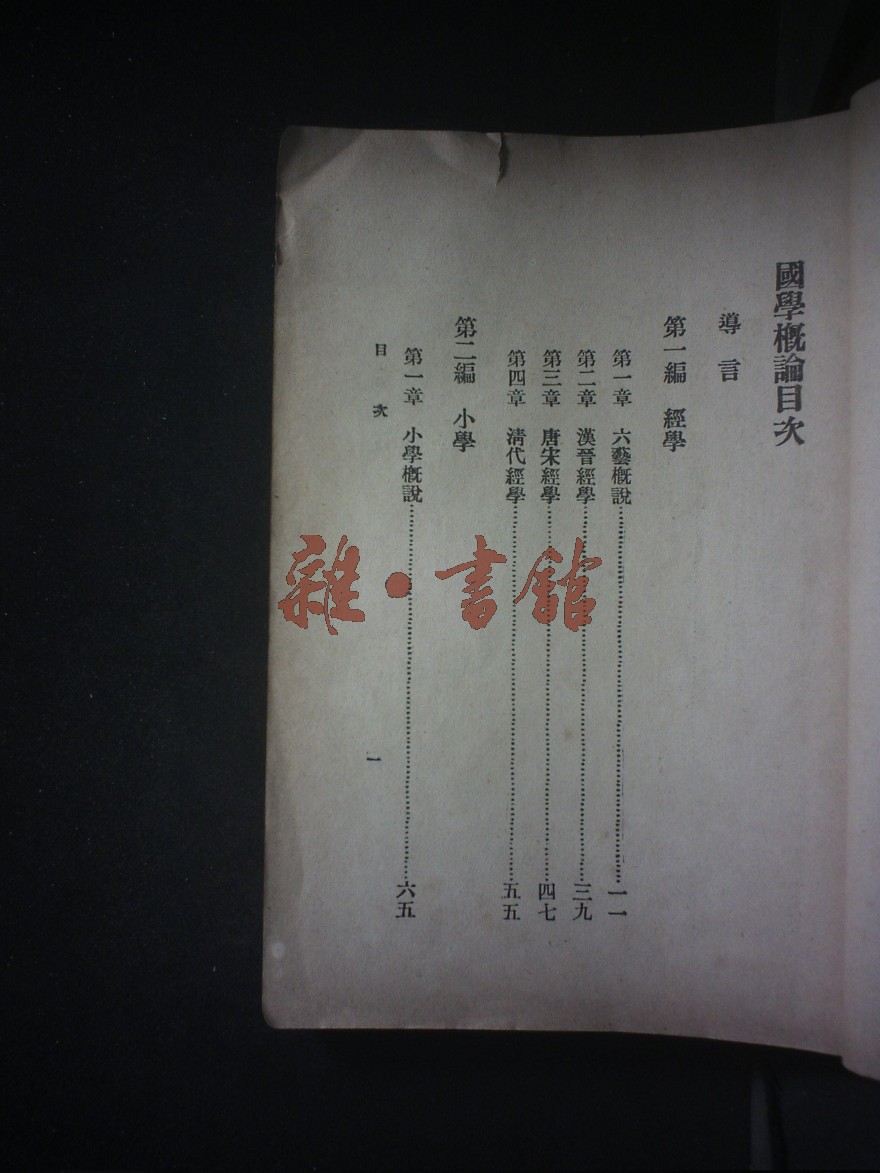 國學概論目次
導言
第一編 經學
第一章 六藝概說……一一
第二章 漢晉經學……三九
第三章 唐宋經學……四七
第四章 清代經學……五五
第二編 小學
第一章 小學概說……六五
目次
一
雜·書館